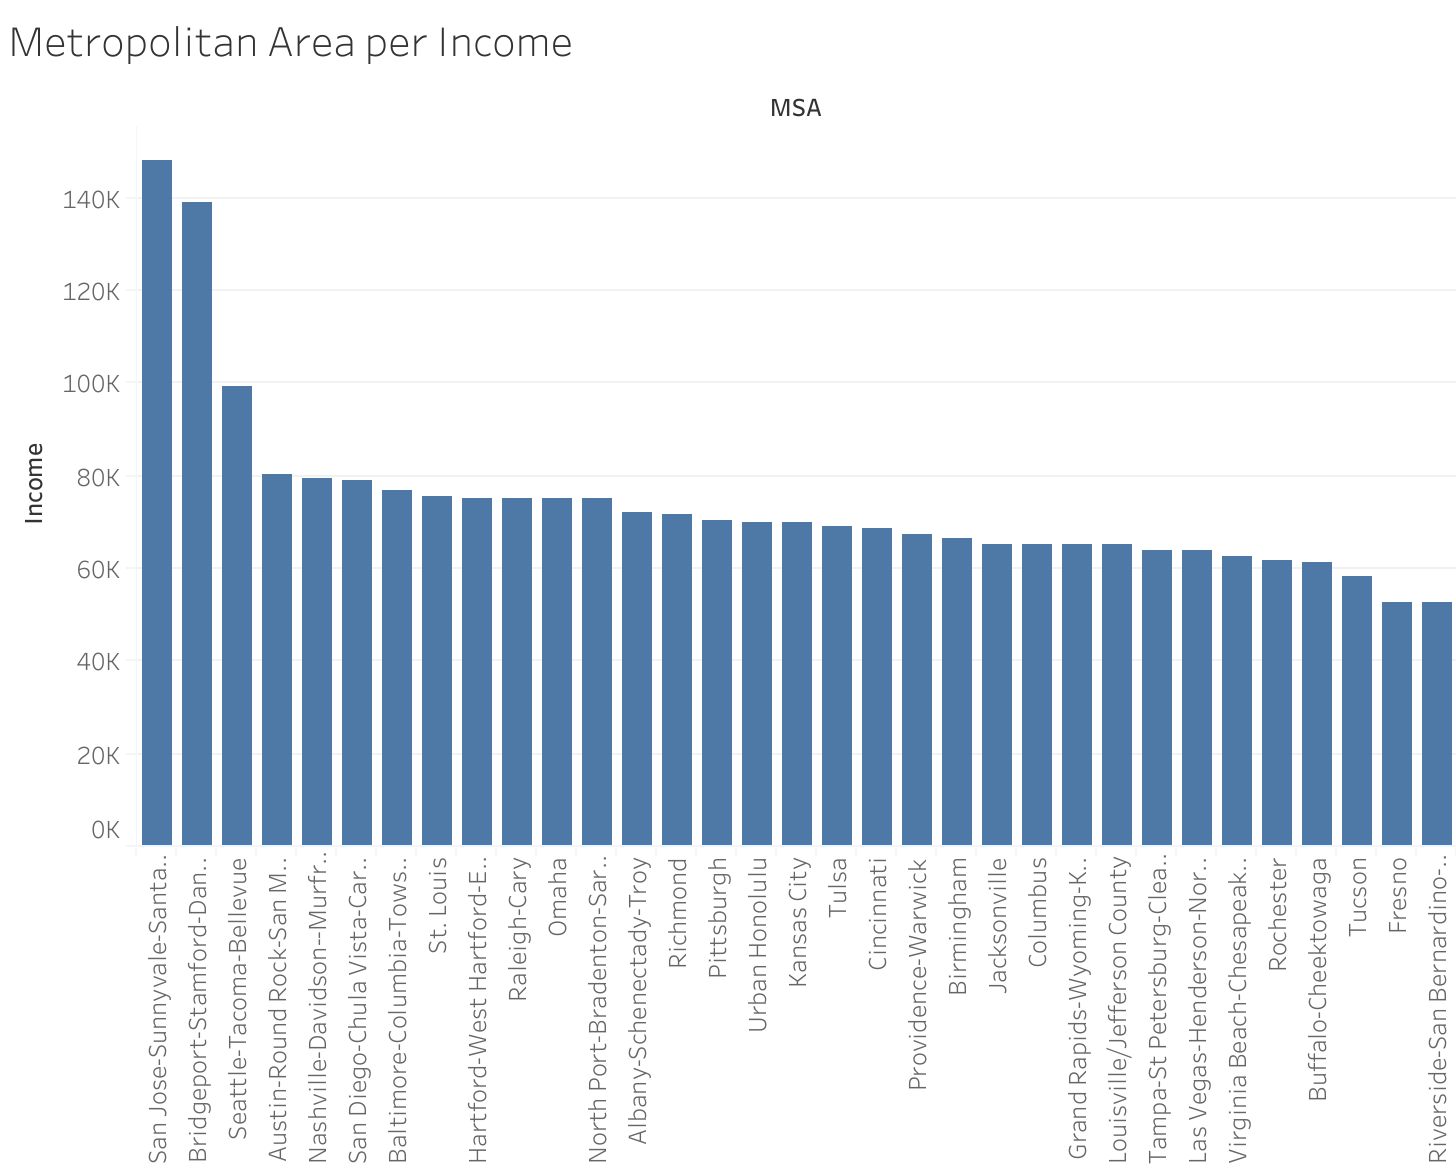 Metropolitan Area per Income
MSA
140K
120K
100K
80K
60K
40K
20K
0K
Income
San Jose-Sunnyvale-Santa..
Bridgeport-Stamford-Dan..
Seattle-Tacoma-Bellevue
Austin-Round Rock-San M..
Nashville-Davidson--Murfr..
San Diego-Chula Vista-Car..
Baltimore-Columbia-Tows..
St. Louis
Hartford-West Hartford-E..
Raleigh-Cary
Omaha
North Port-Bradenton-Sar..
Albany-Schenectady-Troy
Richmond
Pittsburgh
Urban Honolulu
Kansas City
Tulsa
Cincinnati
Providence-Warwick
Birmingham
Jacksonville
Columbus
Grand Rapids-Wyoming-K..
Louisville/Jefferson County
Tampa-St Petersburg-Clea..
Las Vegas-Henderson-Nor..
Virginia Beach-Chesapeak..
Rochester
Buffalo-Cheektowaga
Tucson
Fresno
Riverside-San Bernardino-..